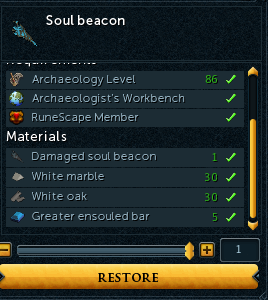 Soul beacon
Requirements
Archaeology Level 86
Archaeologist's Workbench
RuneScape Member
Materials
Damaged soul beacon 1
White marble 30
White oak 30
Greater ensouled bar 5
1
RESTORE